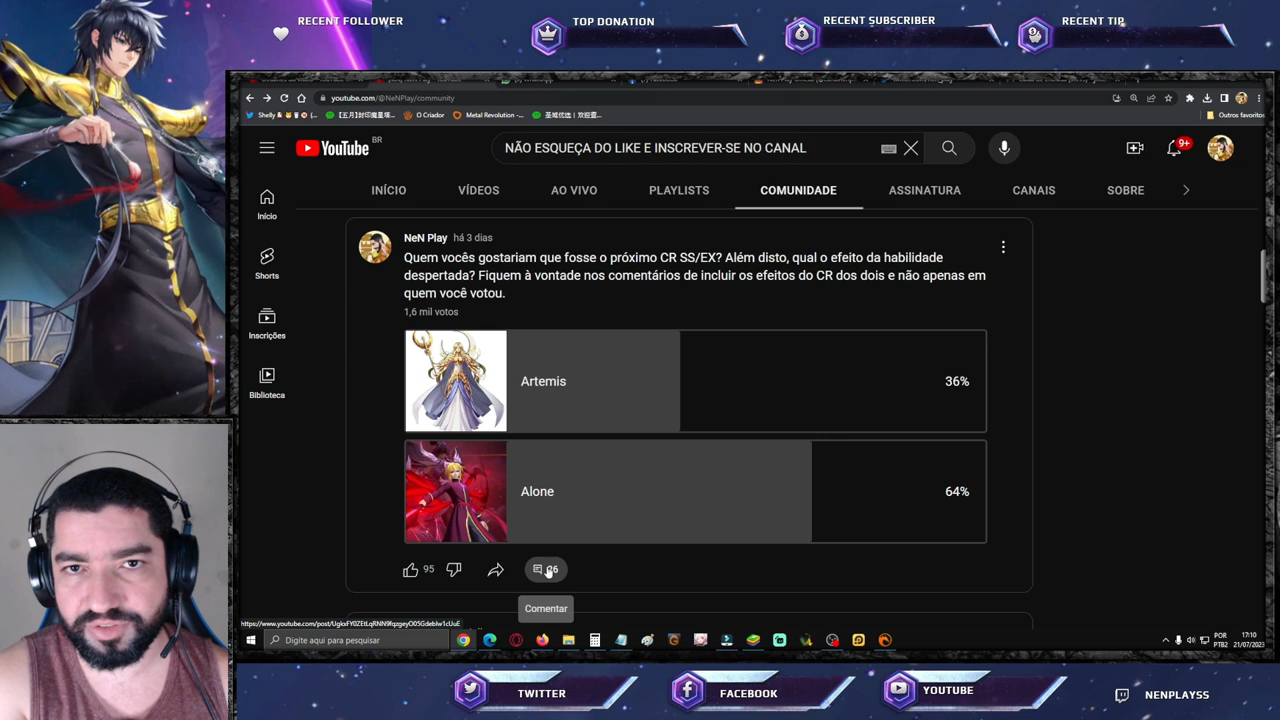 RECENT FOLLOWER
TOP DONATION
RECENT SUBSCRIBER
RECENT TIP
youtube.com/@NeNPlay/community
Shelly &
O Criador
Metal Revolution -
Outros favoritos
YouTube BR
NÃO ESQUEÇA DO LIKE E INSCREVER-SE NO CANAL
9+
INÍCIO VÍDEOS AO VIVO PLAYLISTS COMUNIDADE ASSINATURA CANAIS SOBRE
Início
Shorts
Inscrições
Biblioteca
NeN Play há 3 dias
Quem vocês gostariam que fosse o próximo CR SS/EX? Além disto, qual o efeito da habilidade
despertada? Fiquem à vontade nos comentários de incluir os efeitos do CR dos dois e não apenas em
quem você votou.
1,6 mil votos
Artemis 36%
Alone 64%
95
Comentar
Digite aqui para pesquisar
POR 17:10
PTB2 21/07/2023
TWITTER
FACEBOOK
YOUTUBE
NENPLAYSS